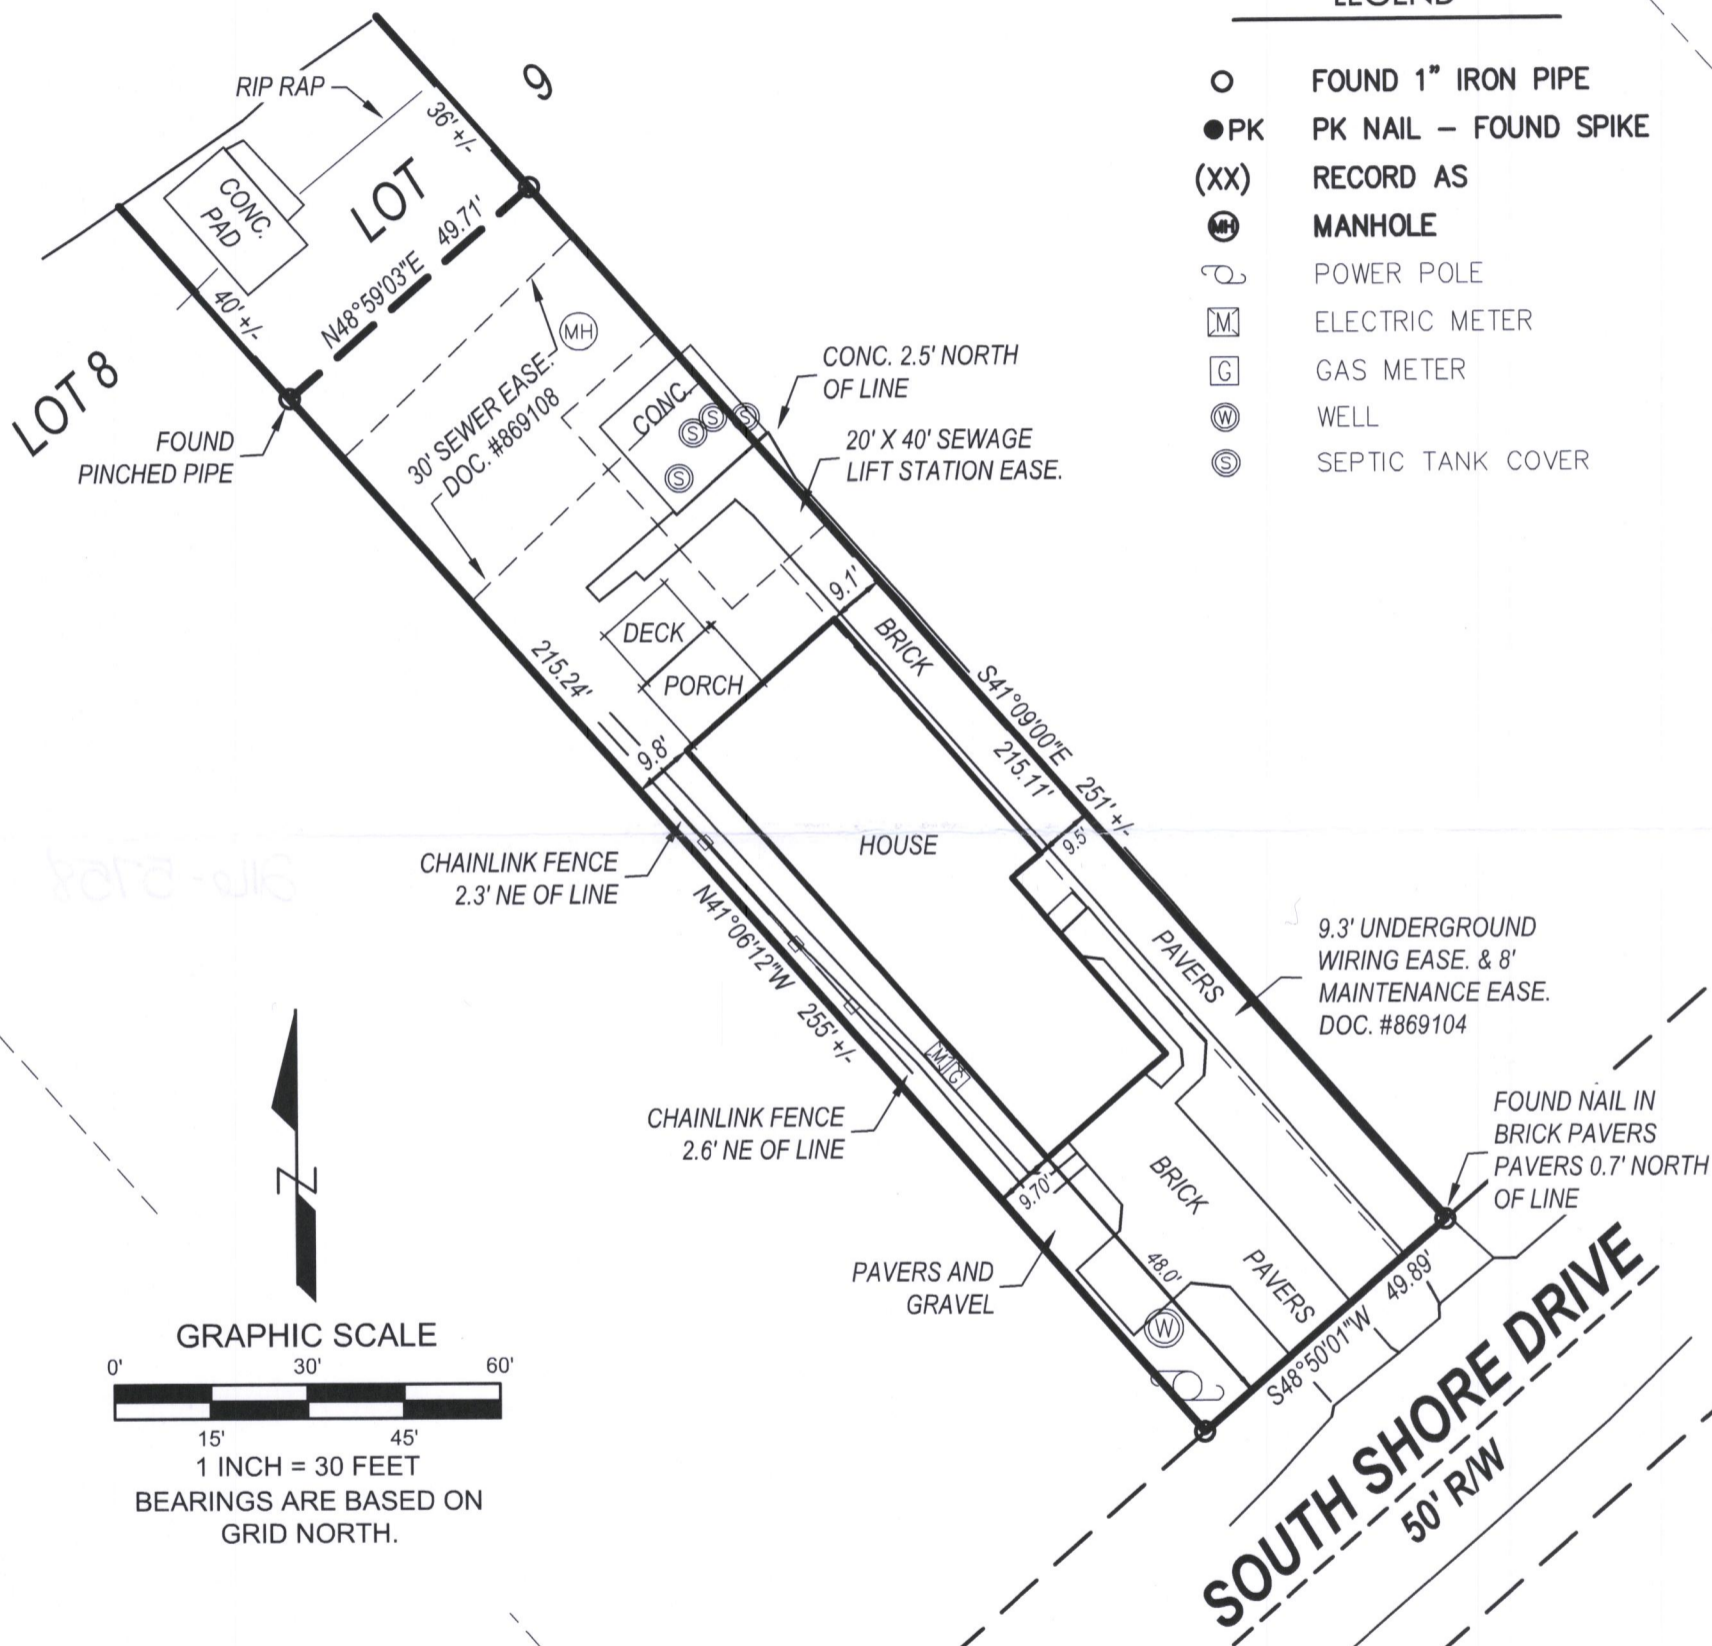 LEGEND
FOUND 1" IRON PIPE
PK PK NAIL – FOUND SPIKE
(XX) RECORD AS
MH MANHOLE
POWER POLE
M ELECTRIC METER
G GAS METER
W WELL
S SEPTIC TANK COVER
RIP RAP
9
36' +/-
LOT
CONC.
PAD
N48°59'03"E 49.71'
40' +/-
LOT 8
FOUND
PINCHED PIPE
MH
30' SEWER EASE.
DOC. #869108
CONC.
S
S
S
S
CONC. 2.5' NORTH
OF LINE
20' X 40' SEWAGE
LIFT STATION EASE.
9.1'
DECK
PORCH
BRICK
215.24'
9.8'
S41°09'00"E 251' +/-
215.11'
9.5'
HOUSE
CHAINLINK FENCE
2.3' NE OF LINE
N41°06'12"W 255' +/-
PAVERS
9.3' UNDERGROUND
WIRING EASE. & 8'
MAINTENANCE EASE.
DOC. #869104
M
G
CHAINLINK FENCE
2.6' NE OF LINE
FOUND NAIL IN
BRICK PAVERS
PAVERS 0.7' NORTH
OF LINE
9.70'
BRICK
PAVERS
48.0'
PAVERS AND
GRAVEL
W
S48°50'01"W 49.89'
SOUTH SHORE DRIVE
50' R/W
N
GRAPHIC SCALE
0' 30' 60'
15' 45'
1 INCH = 30 FEET
BEARINGS ARE BASED ON
GRID NORTH.